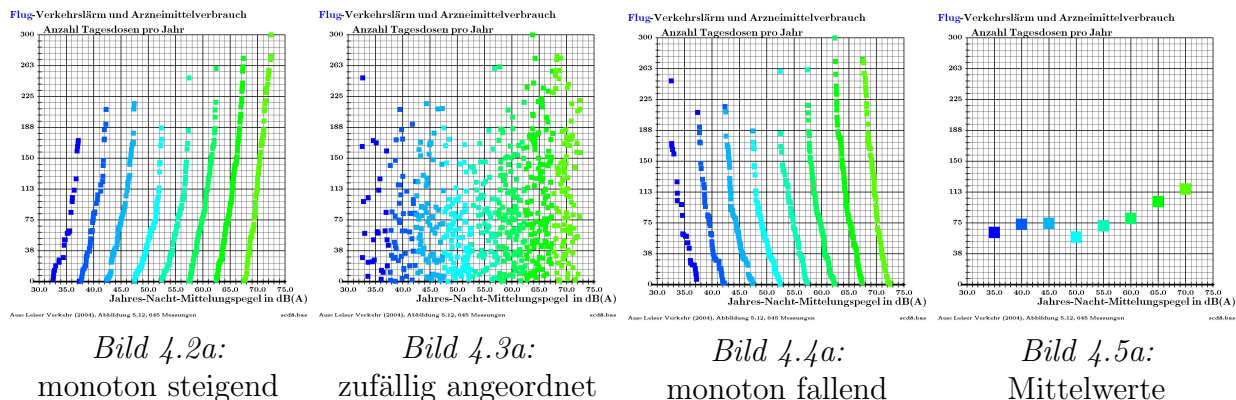 Flug-Verkehrslärm und Arzneimittelverbrauch
Anzahl Tagesdosen pro Jahr
300
263
225
188
150
113
75
38
0
30.0 35.0 40.0 45.0 50.0 55.0 60.0 65.0 70.0 75.0
Jahres-Nacht-Mittelungspegel in dB(A)
Aus: Leiser Verkehr (2004), Abbildung 5.12, 645 Messungen scd8.bas
Bild 4.2a:
monoton steigend
Flug-Verkehrslärm und Arzneimittelverbrauch
Anzahl Tagesdosen pro Jahr
300
263
225
188
150
113
75
38
0
30.0 35.0 40.0 45.0 50.0 55.0 60.0 65.0 70.0 75.0
Jahres-Nacht-Mittelungspegel in dB(A)
Aus: Leiser Verkehr (2004), Abbildung 5.12, 645 Messungen scd8.bas
Bild 4.3a:
zufällig angeordnet
Flug-Verkehrslärm und Arzneimittelverbrauch
Anzahl Tagesdosen pro Jahr
300
263
225
188
150
113
75
38
0
30.0 35.0 40.0 45.0 50.0 55.0 60.0 65.0 70.0 75.0
Jahres-Nacht-Mittelungspegel in dB(A)
Aus: Leiser Verkehr (2004), Abbildung 5.12, 645 Messungen scd8.bas
Bild 4.4a:
monoton fallend
Flug-Verkehrslärm und Arzneimittelverbrauch
Anzahl Tagesdosen pro Jahr
300
263
225
188
150
113
75
38
0
30.0 35.0 40.0 45.0 50.0 55.0 60.0 65.0 70.0 75.0
Jahres-Nacht-Mittelungspegel in dB(A)
Aus: Leiser Verkehr (2004), Abbildung 5.12, 645 Messungen scd8.bas
Bild 4.5a:
Mittelwerte